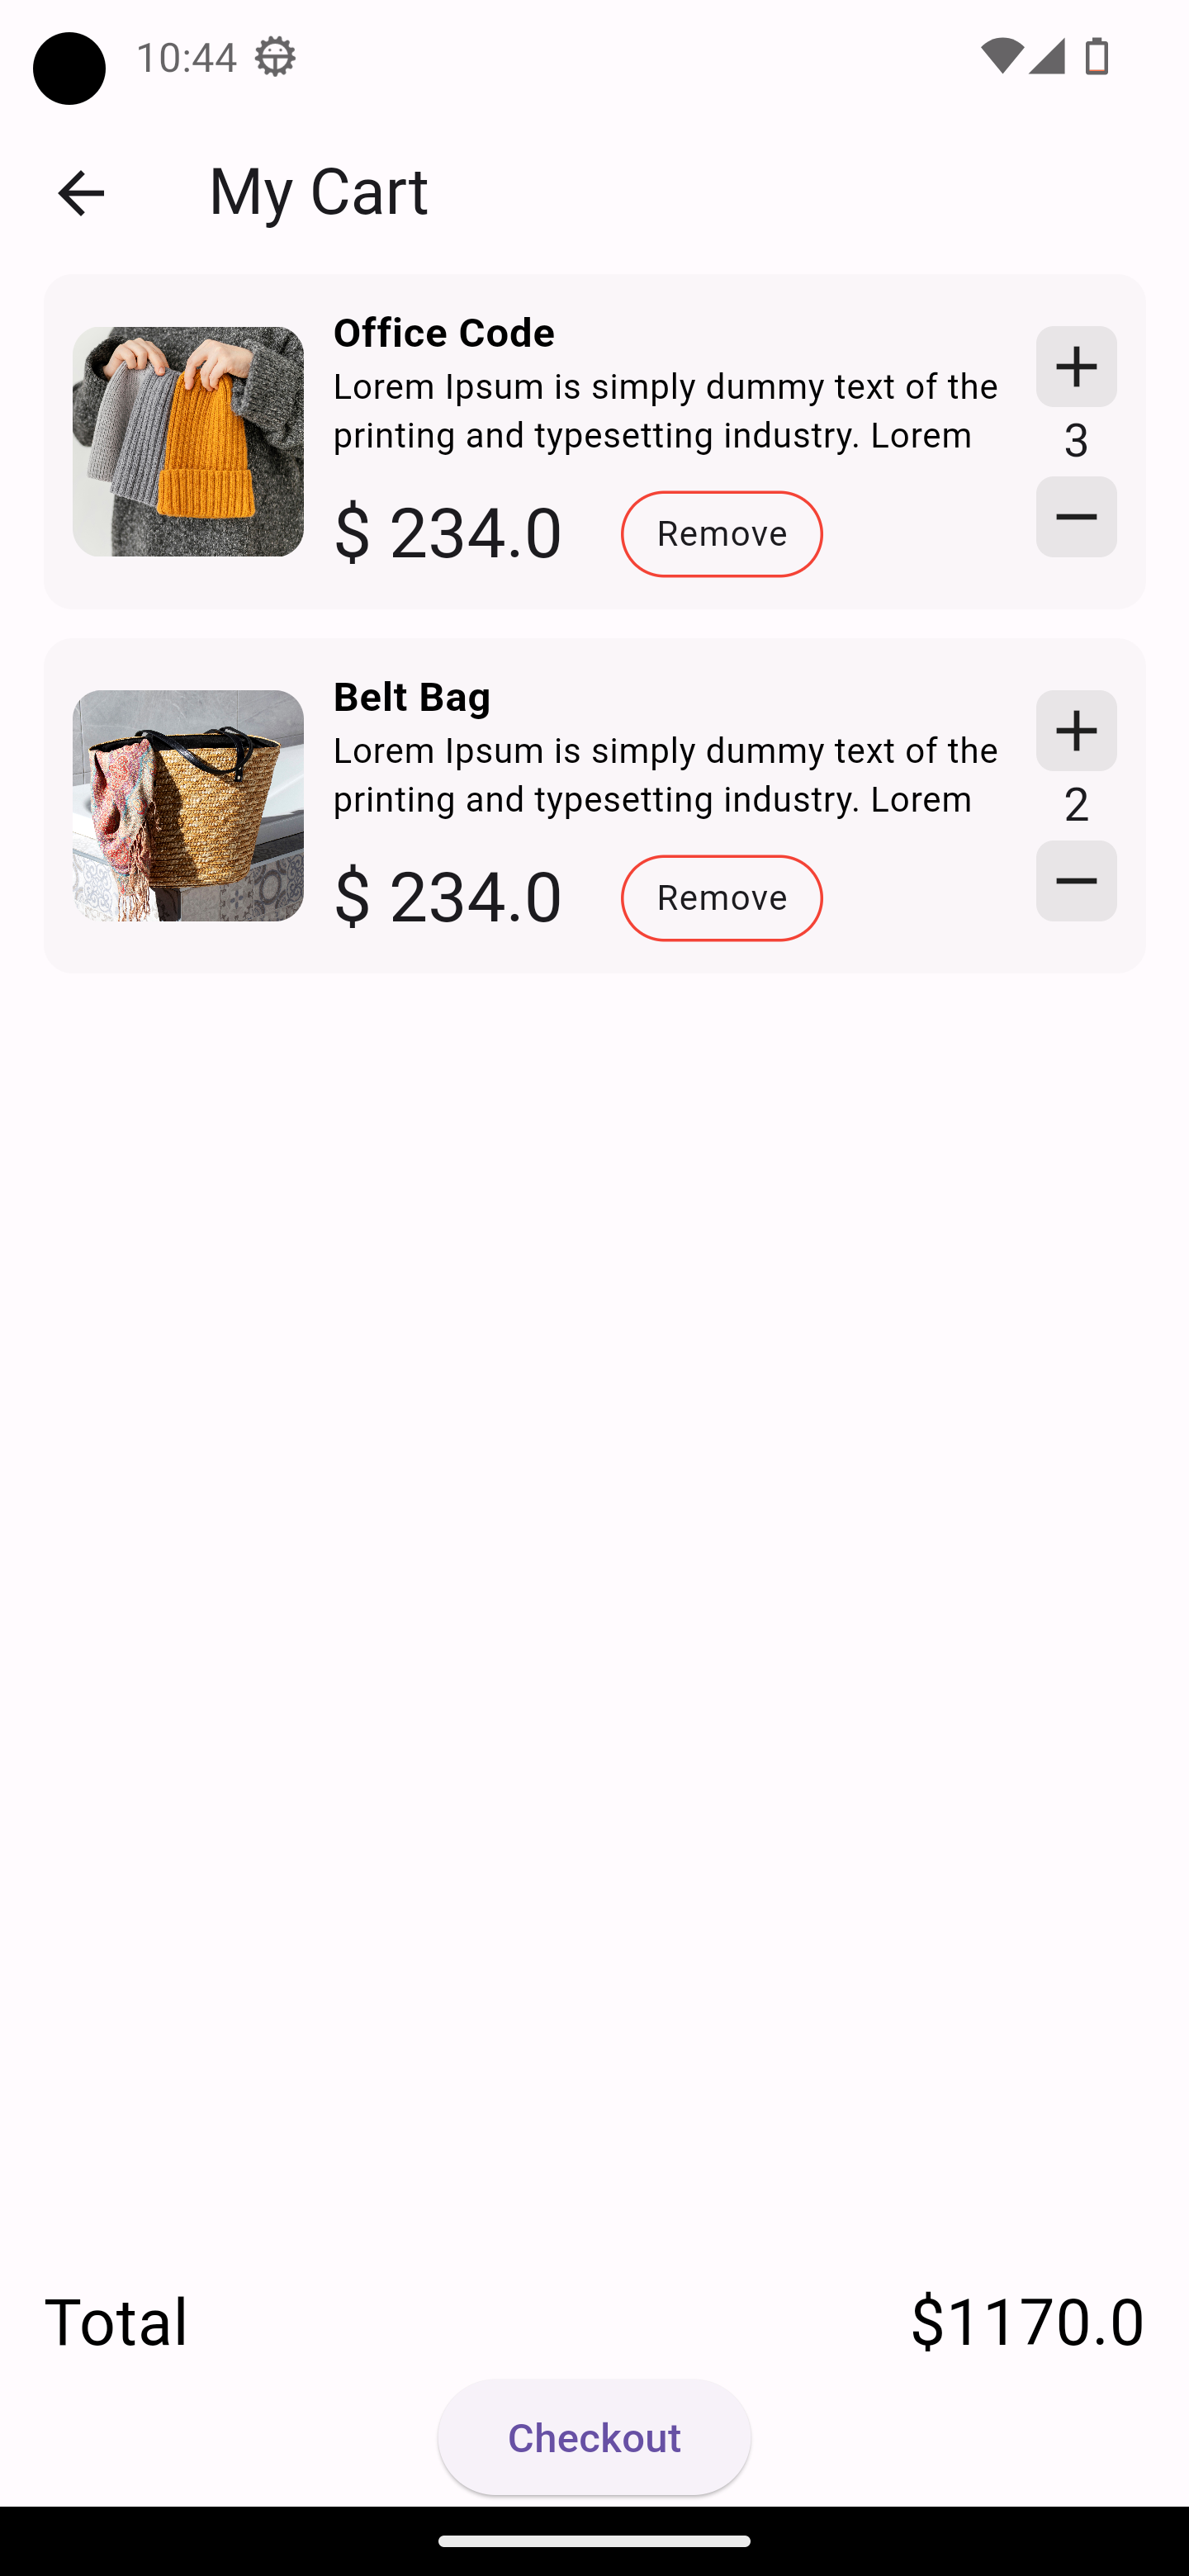 10:44
My Cart
Office Code
Lorem Ipsum is simply dummy text of the
printing and typesetting industry. Lorem
$ 234.0
Remove
3
Belt Bag
Lorem Ipsum is simply dummy text of the
printing and typesetting industry. Lorem
$ 234.0
Remove
2
Total
$1170.0
Checkout